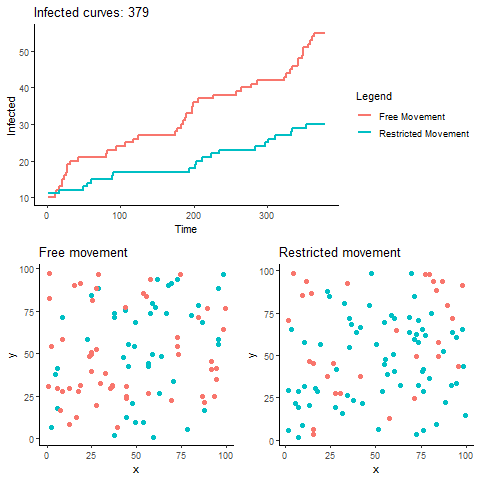 Infected curves: 379
50
40
30
20
10
Infected
0
100
200
300
Time
Legend
Free Movement
Restricted Movement
Free movement
100
75
50
25
0
y
0
25
50
75
100
x
Restricted movement
100
75
50
25
0
y
0
25
50
75
100
x